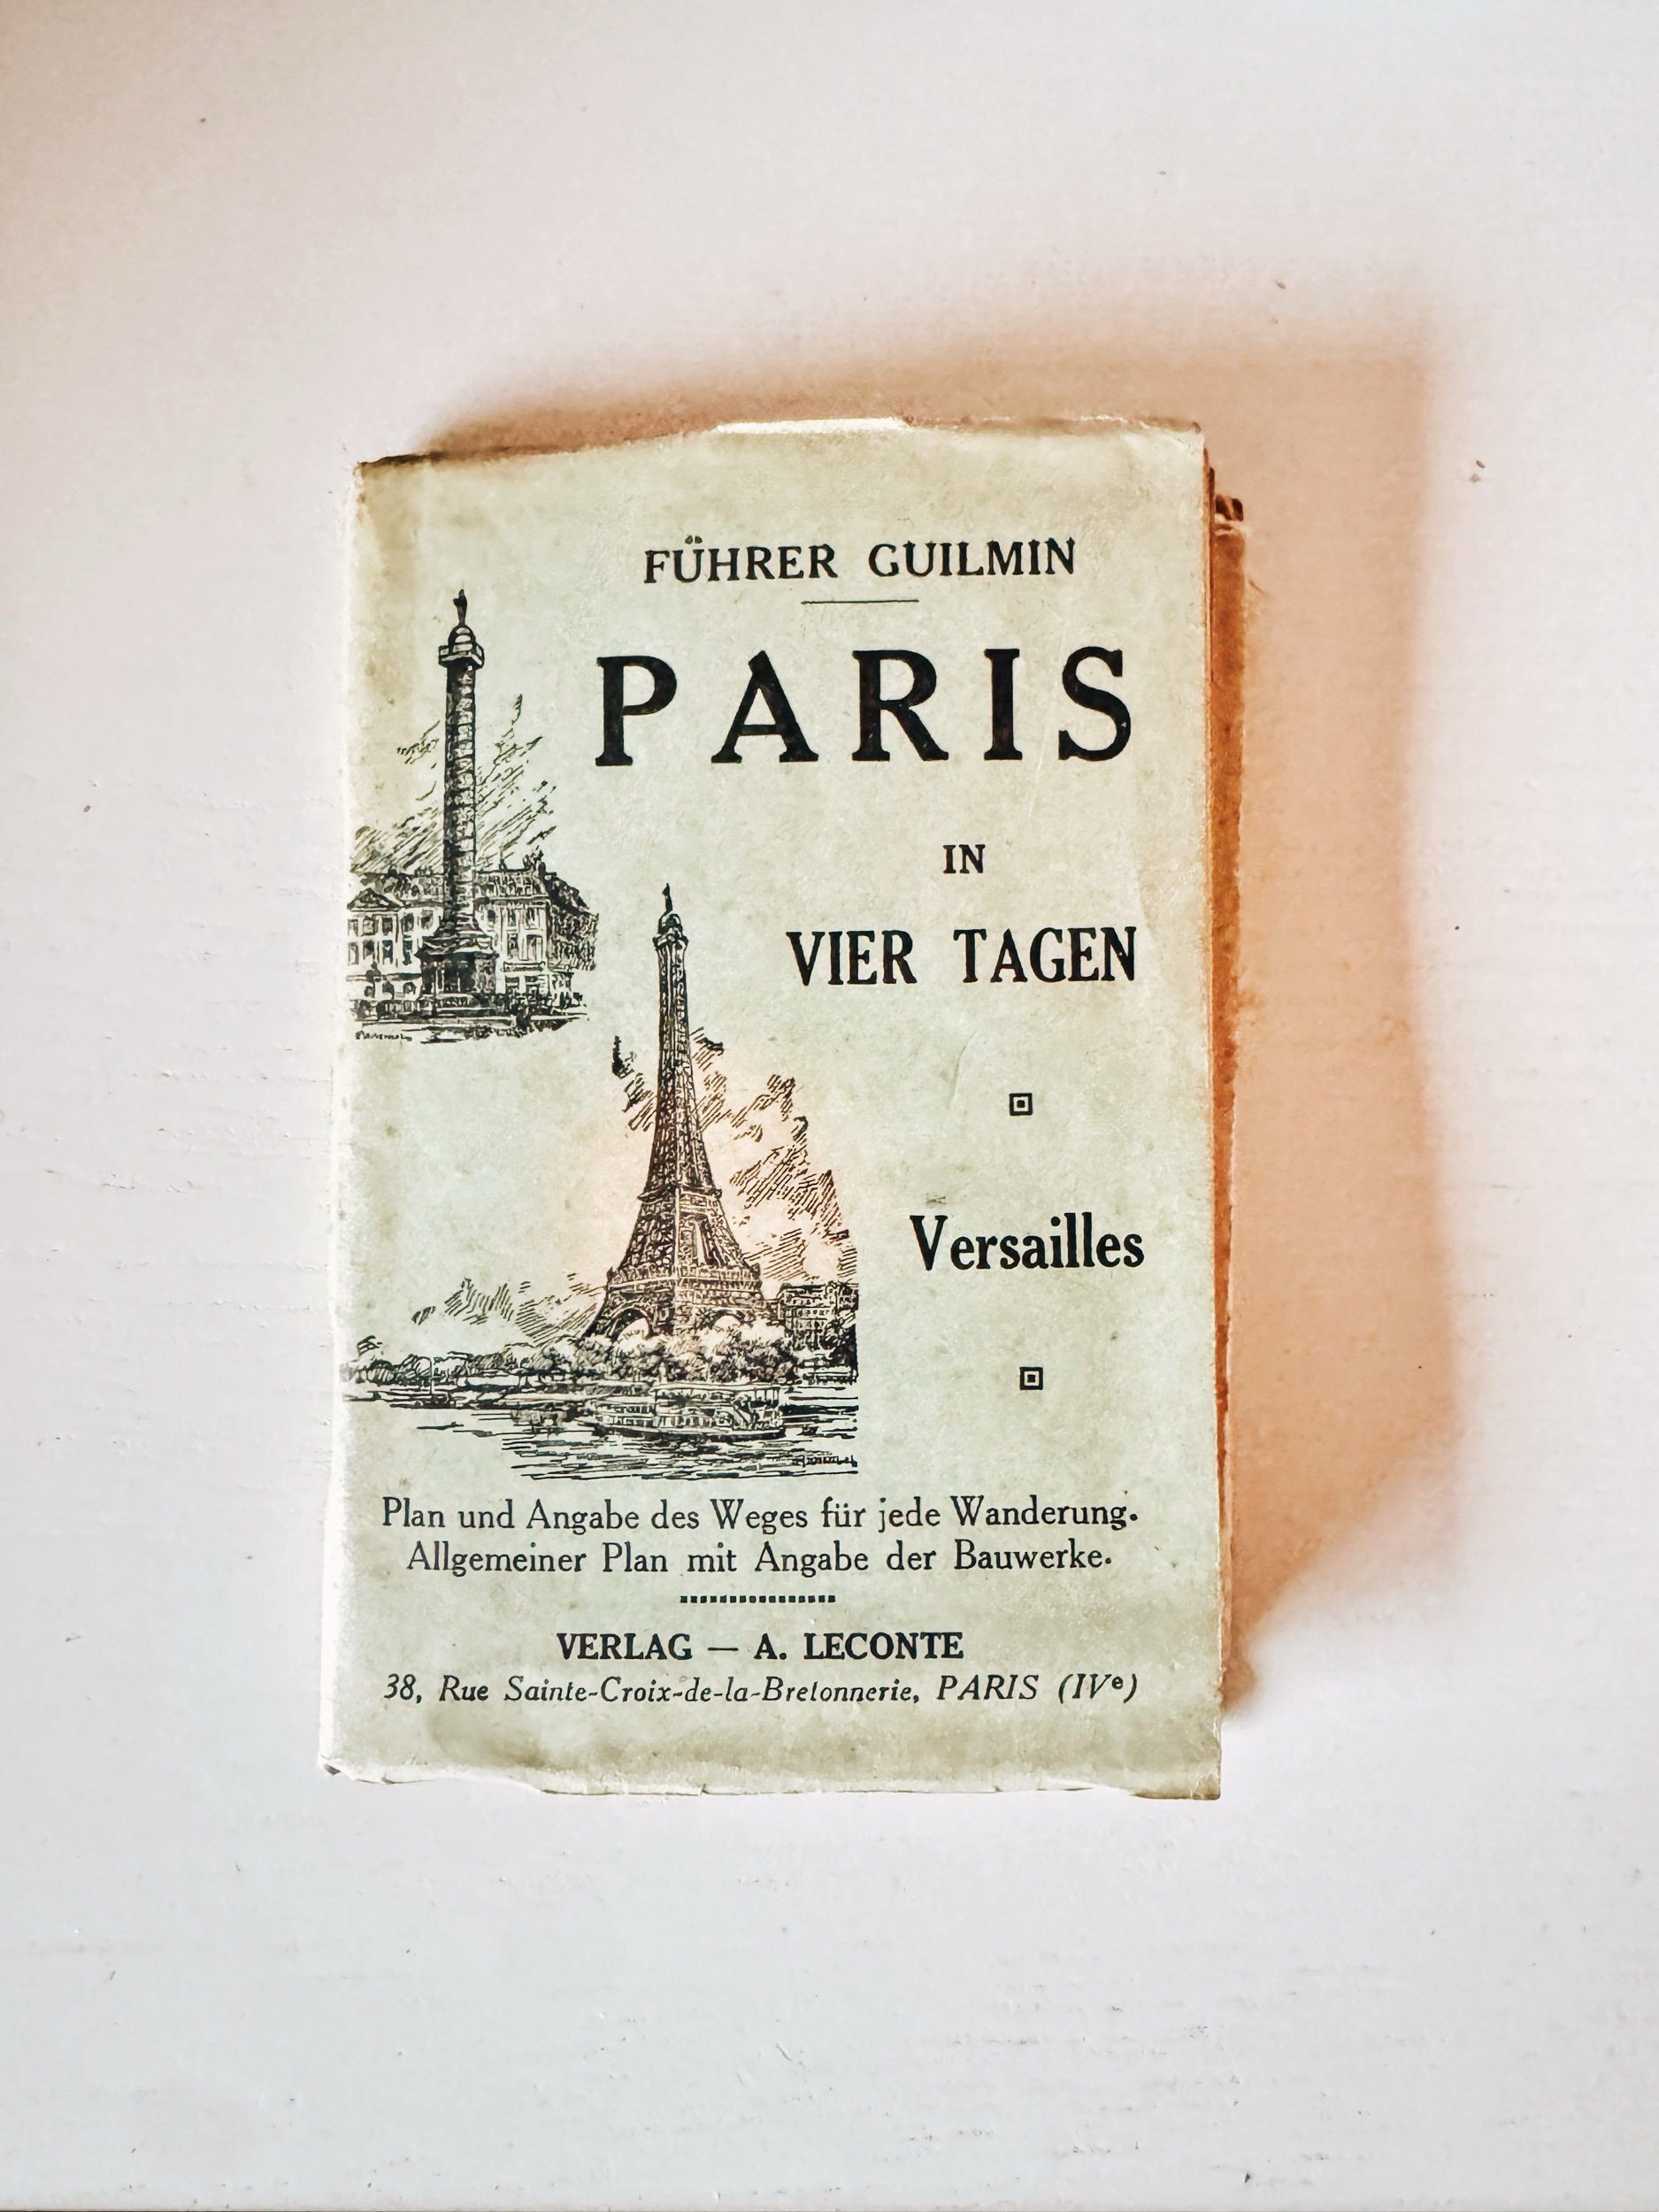 FÜHRER GUILMIN
PARIS
IN
VIER TAGEN
Versailles
Plan und Angabe des Weges für jede Wanderung.
Allgemeiner Plan mit Angabe der Bauwerke.
VERLAG — A. LECONTE
38, Rue Sainte-Croix-de-la-Bretonnerie, PARIS (IVe)